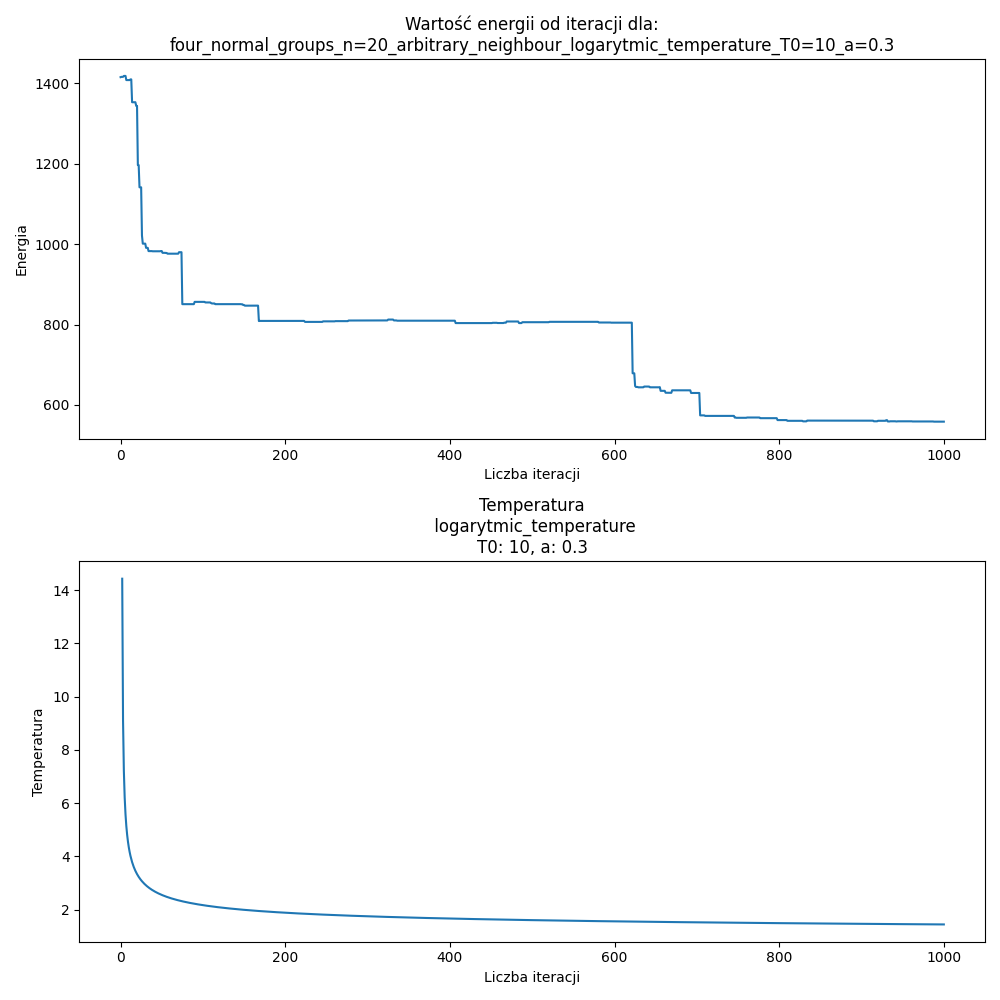 Wartość energii od iteracji dla:
four_normal_groups_n=20_arbitrary_neighbour_logarytmic_temperature_T0=10_a=0.3
1400
1200
1000
800
600
Energia
0 200 400 600 800 1000
Liczba iteracji
Temperatura
logarytmic_temperature
T0: 10, a: 0.3
14
12
10
8
6
4
2
Temperatura
0 200 400 600 800 1000
Liczba iteracji